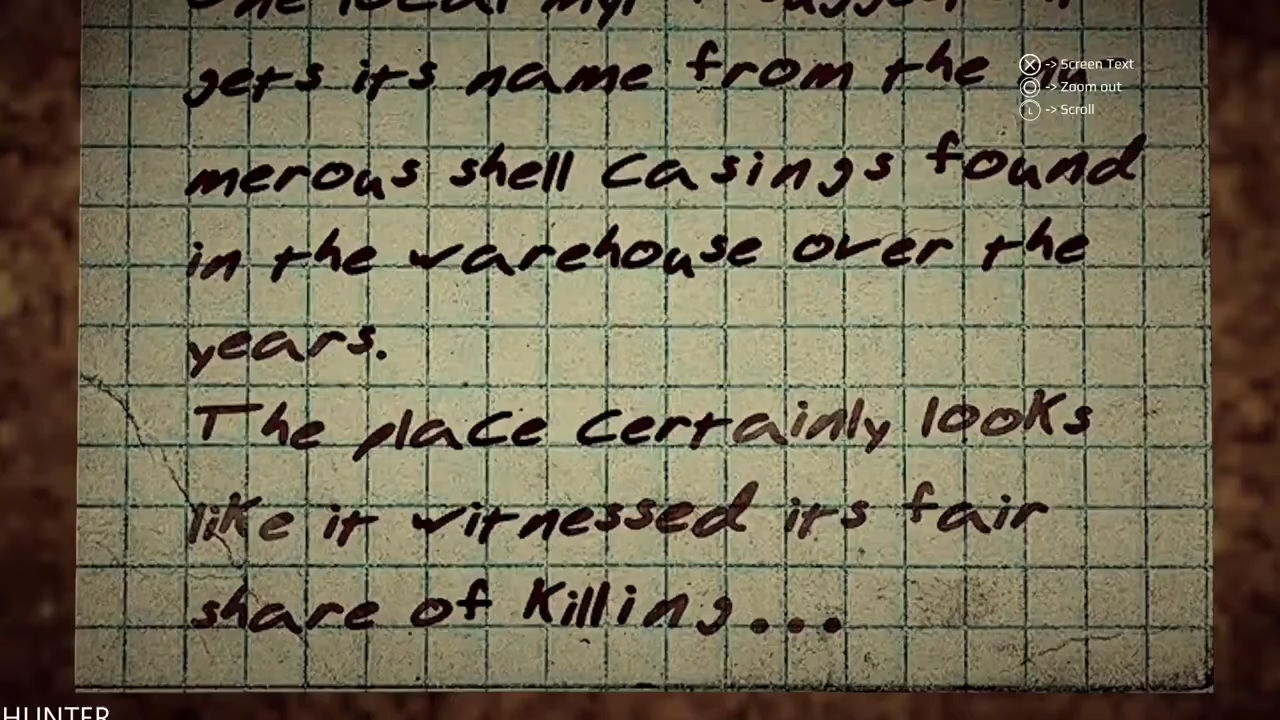 gets its name from the nu
merous shell casings found
in the warehouse over the
years.
The place certainly looks
like it witnessed its fair
share of killing...
X -> Screen Text
O -> Zoom out
L -> Scroll
HUNTER